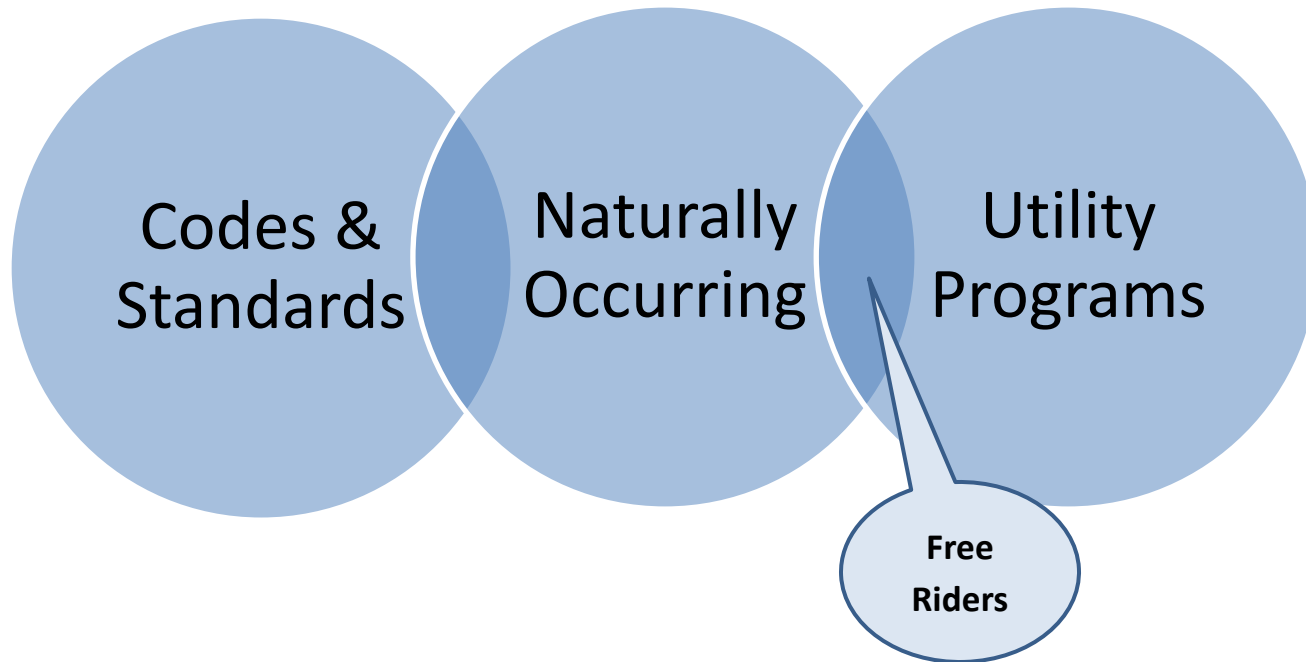 Codes &
Standards
Naturally
Occurring
Utility
Programs
Free
Riders